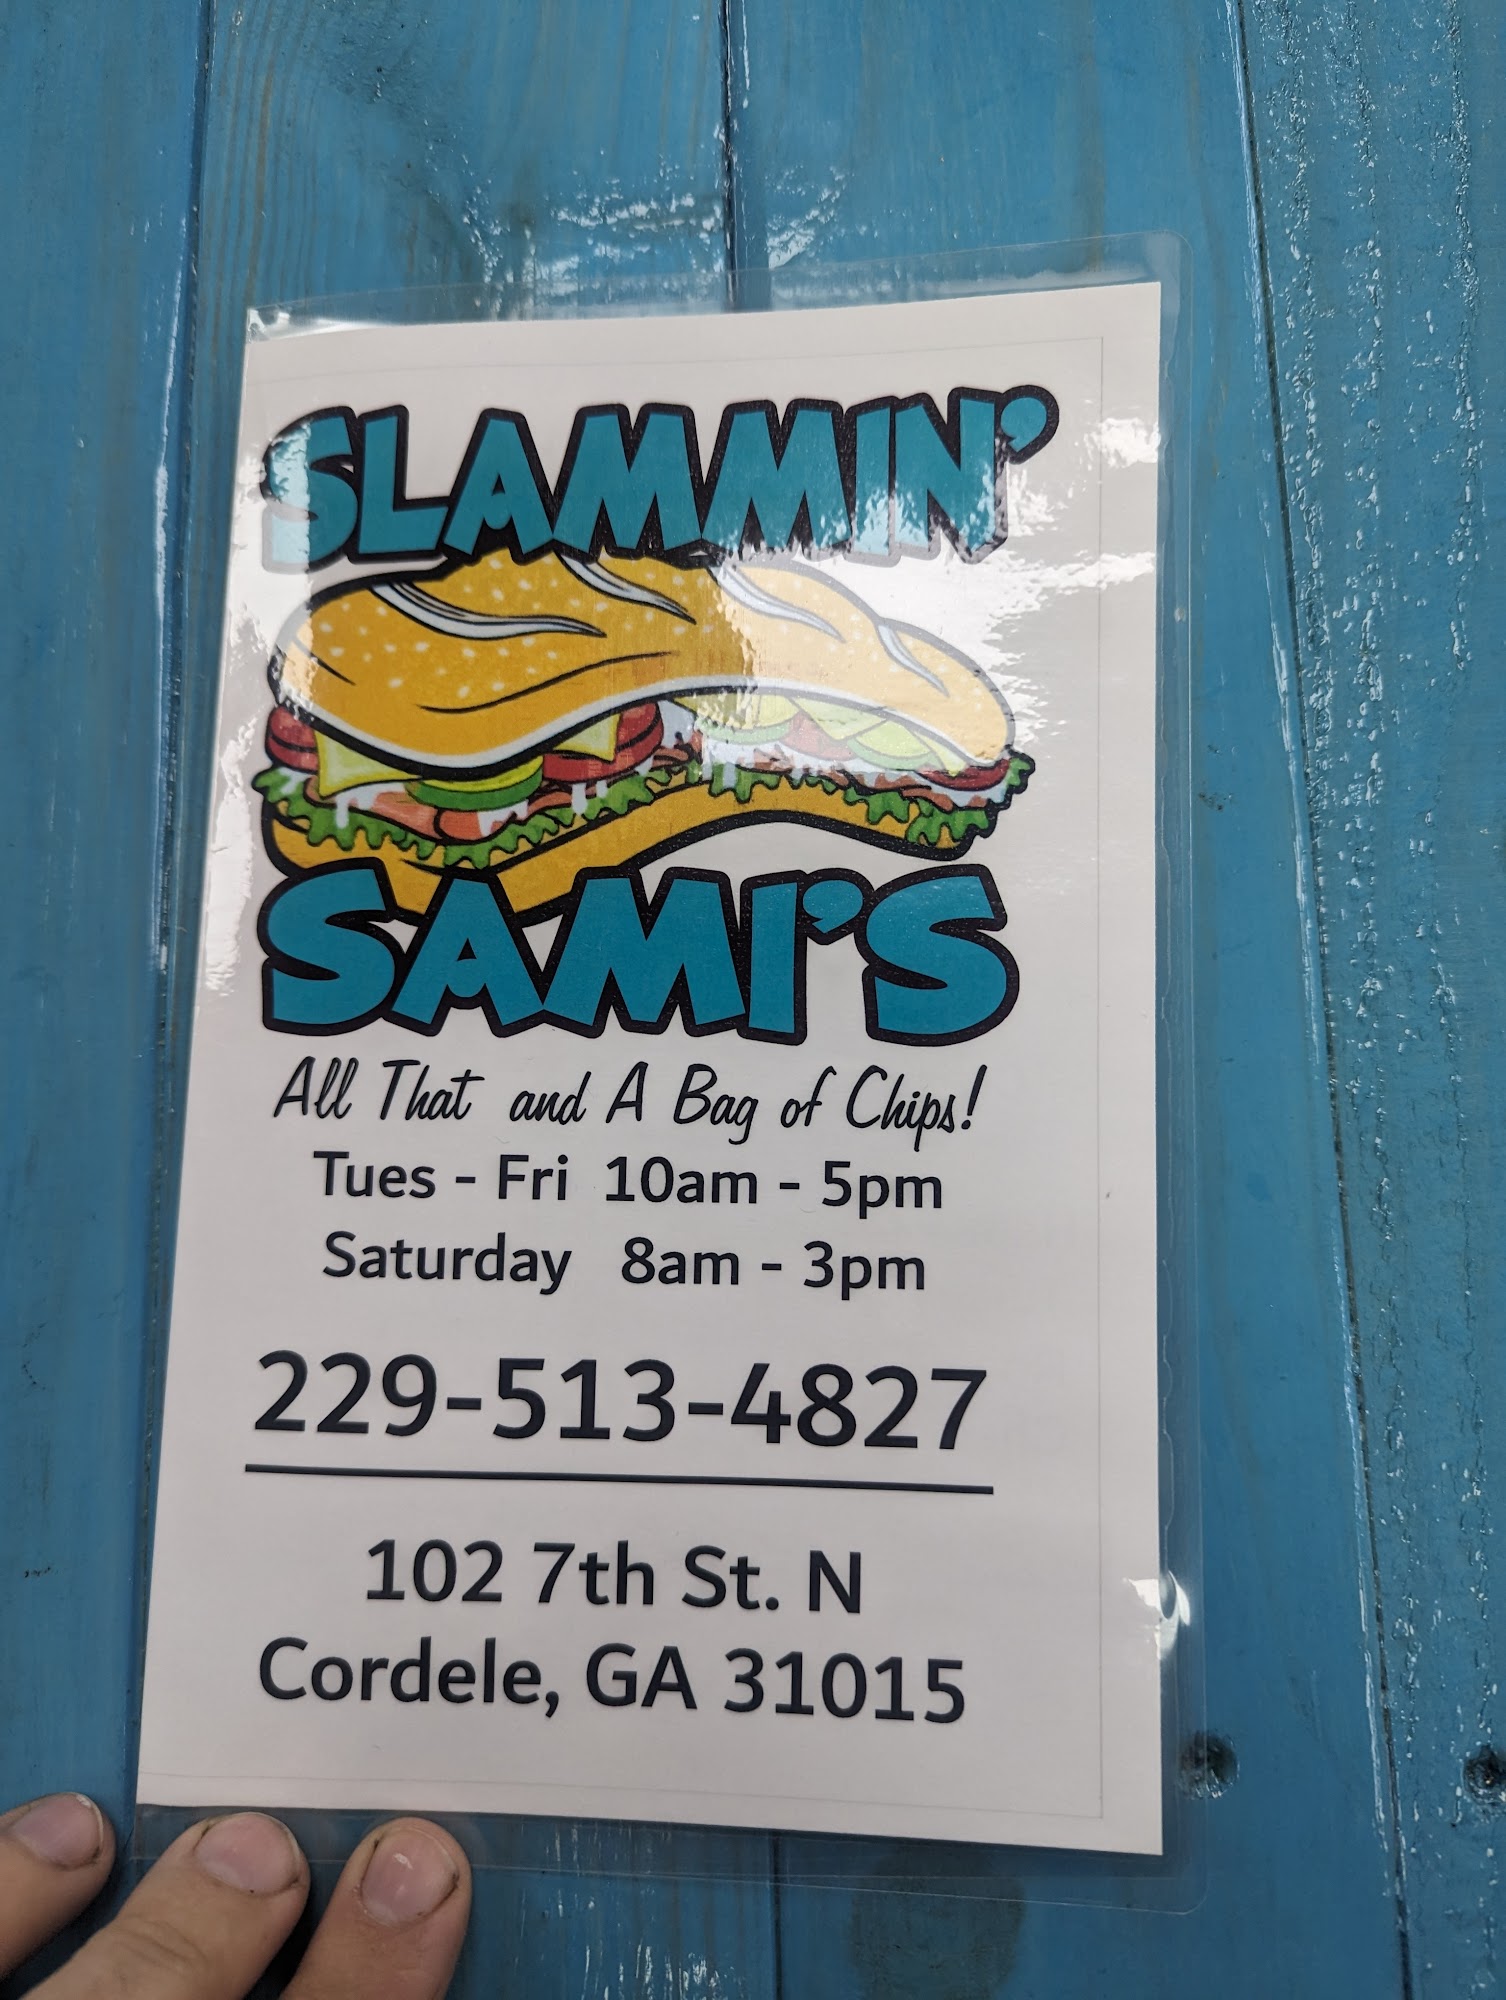 SLAMMIN'
SAMI'S
All That and A Bag of Chips!
Tues - Fri 10am - 5pm
Saturday 8am - 3pm
229-513-4827
102 7th St. N
Cordele, GA 31015